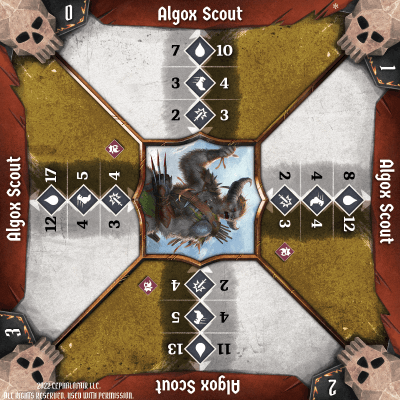 0
Algox Scout
7 10
3 4
2 3
1
Algox Scout
8 12
4 4
2 3
2
Algox Scout
11 13
4 5
2 4
3
Algox Scout
12 17
4 5
3 4
2022 CEPHALOFAIR LLC.
ALL RIGHTS RESERVED. USED WITH PERMISSION.